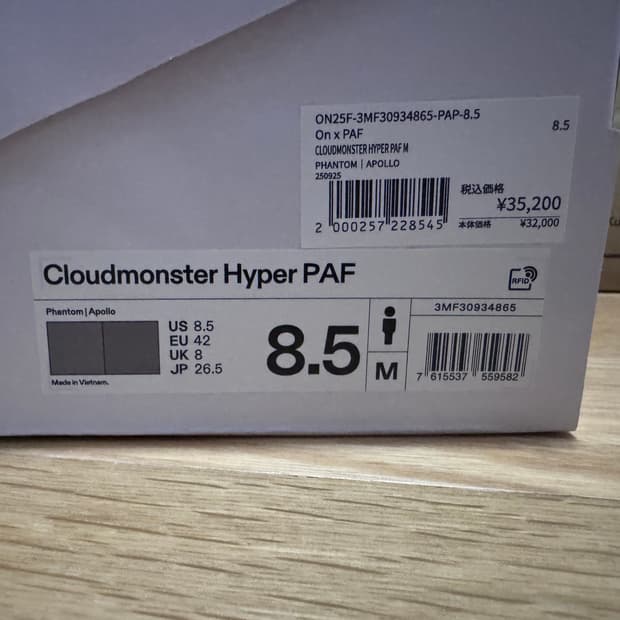 ON25F-3MF30934865-PAP-8.5
8.5
On x PAF
CLOUDMONSTER HYPER PAF M
PHANTOM | APOLLO
250925
税込価格
¥35,200
本体価格 ¥32,000
2 000257 228545
Cloudmonster Hyper PAF
RFID
Phantom | Apollo
US 8.5
EU 42
UK 8
JP 26.5
Made in Vietnam.
8.5
M
3MF30934865
7 615537 559582